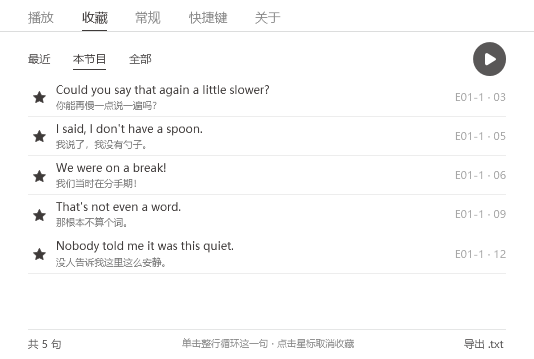 播放 收藏 常规 快捷键 关于
最近 本节目 全部
Could you say that again a little slower?
你能再慢一点说一遍吗？
E01-1 · 03
I said, I don't have a spoon.
我说了，我没有勺子。
E01-1 · 05
We were on a break!
我们当时在分手期！
E01-1 · 06
That's not even a word.
那根本不算个词。
E01-1 · 09
Nobody told me it was this quiet.
没人告诉我这里这么安静。
E01-1 · 12
共 5 句 单击整行循环这一句 · 点击星标取消收藏 导出 .txt